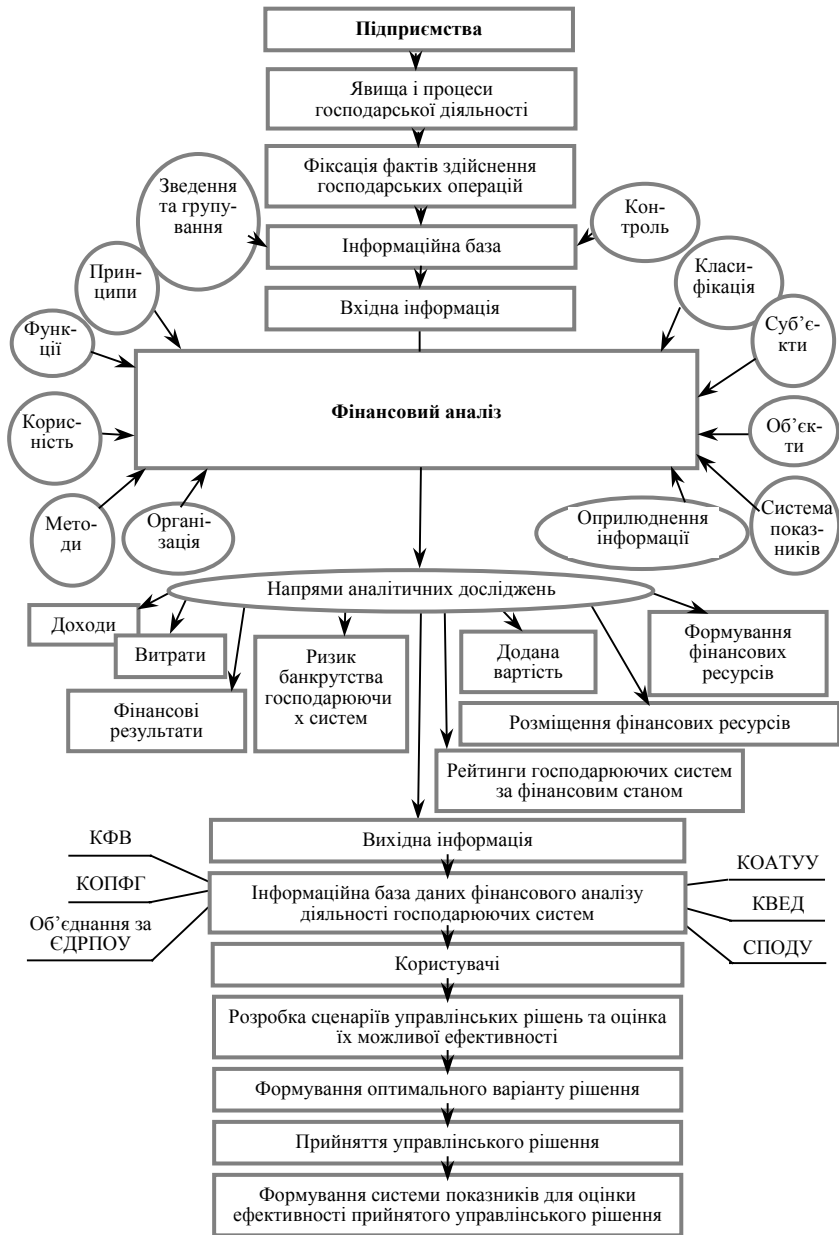 Підприємства
Явища і процеси
господарської діяльності
Фіксація фактів здійснення
господарських операцій
Зведення
та групу-
вання
Кон-
троль
Інформаційна база
Прин-
ципи
Класи-
фікація
Вхідна інформація
Функ-
ції
Суб’є-
кти
Фінансовий аналіз
Корис-
ність
Об’єк-
ти
Мето-
ди
Органі-
зація
Оприлюднення
інформації
Система
показ-
ників
Напрями аналітичних досліджень
Доходи
Витрати
Фінансові
результати
Ризик
банкрутства
господарюючи
х систем
Додана
вартість
Формування
фінансових
ресурсів
Розміщення фінансових ресурсів
Рейтинги господарюючих систем
за фінансовим станом
Вихідна інформація
КФВ
КОПФГ
Об’єднання за
ЄДРПОУ
Інформаційна база даних фінансового аналізу
діяльності господарюючих систем
КОАТУУ
КВЕД
СПОДУ
Користувачі
Розробка сценаріїв управлінських рішень та оцінка
їх можливої ефективності
Формування оптимального варіанту рішення
Прийняття управлінського рішення
Формування системи показників для оцінки
ефективності прийнятого управлінського рішення